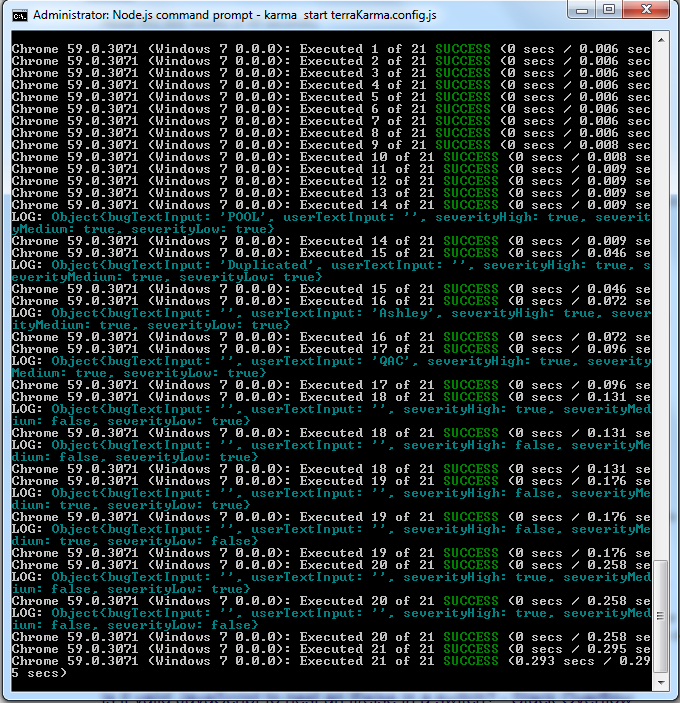 Administrator: Node.js command prompt - karma  start terraKarma.config.js
Chrome 59.0.3071 (Windows 7 0.0.0): Executed 1 of 21 SUCCESS (0 secs / 0.006 sec
Chrome 59.0.3071 (Windows 7 0.0.0): Executed 2 of 21 SUCCESS (0 secs / 0.006 sec
Chrome 59.0.3071 (Windows 7 0.0.0): Executed 3 of 21 SUCCESS (0 secs / 0.006 sec
Chrome 59.0.3071 (Windows 7 0.0.0): Executed 4 of 21 SUCCESS (0 secs / 0.006 sec
Chrome 59.0.3071 (Windows 7 0.0.0): Executed 5 of 21 SUCCESS (0 secs / 0.006 sec
Chrome 59.0.3071 (Windows 7 0.0.0): Executed 6 of 21 SUCCESS (0 secs / 0.006 sec
Chrome 59.0.3071 (Windows 7 0.0.0): Executed 7 of 21 SUCCESS (0 secs / 0.006 sec
Chrome 59.0.3071 (Windows 7 0.0.0): Executed 8 of 21 SUCCESS (0 secs / 0.006 sec
Chrome 59.0.3071 (Windows 7 0.0.0): Executed 9 of 21 SUCCESS (0 secs / 0.008 sec
Chrome 59.0.3071 (Windows 7 0.0.0): Executed 10 of 21 SUCCESS (0 secs / 0.008 se
Chrome 59.0.3071 (Windows 7 0.0.0): Executed 11 of 21 SUCCESS (0 secs / 0.009 se
Chrome 59.0.3071 (Windows 7 0.0.0): Executed 12 of 21 SUCCESS (0 secs / 0.009 se
Chrome 59.0.3071 (Windows 7 0.0.0): Executed 13 of 21 SUCCESS (0 secs / 0.009 se
Chrome 59.0.3071 (Windows 7 0.0.0): Executed 14 of 21 SUCCESS (0 secs / 0.009 se
LOG: Object{bugTextInput: 'POOL', userTextInput: '', severityHigh: true, severit
yMedium: true, severityLow: true}
Chrome 59.0.3071 (Windows 7 0.0.0): Executed 14 of 21 SUCCESS (0 secs / 0.009 se
Chrome 59.0.3071 (Windows 7 0.0.0): Executed 15 of 21 SUCCESS (0 secs / 0.046 se
LOG: Object{bugTextInput: 'Duplicated', userTextInput: '', severityHigh: true, s
everityMedium: true, severityLow: true}
Chrome 59.0.3071 (Windows 7 0.0.0): Executed 15 of 21 SUCCESS (0 secs / 0.046 se
Chrome 59.0.3071 (Windows 7 0.0.0): Executed 16 of 21 SUCCESS (0 secs / 0.072 se
LOG: Object{bugTextInput: '', userTextInput: 'Ashley', severityHigh: true, sever
ityMedium: true, severityLow: true}
Chrome 59.0.3071 (Windows 7 0.0.0): Executed 16 of 21 SUCCESS (0 secs / 0.072 se
Chrome 59.0.3071 (Windows 7 0.0.0): Executed 17 of 21 SUCCESS (0 secs / 0.096 se
LOG: Object{bugTextInput: '', userTextInput: 'QAC', severityHigh: true, severity
Medium: true, severityLow: true}
Chrome 59.0.3071 (Windows 7 0.0.0): Executed 17 of 21 SUCCESS (0 secs / 0.096 se
Chrome 59.0.3071 (Windows 7 0.0.0): Executed 18 of 21 SUCCESS (0 secs / 0.131 se
LOG: Object{bugTextInput: '', userTextInput: '', severityHigh: true, severityMed
ium: false, severityLow: true}
Chrome 59.0.3071 (Windows 7 0.0.0): Executed 18 of 21 SUCCESS (0 secs / 0.131 se
LOG: Object{bugTextInput: '', userTextInput: '', severityHigh: false, severityMe
dium: false, severityLow: true}
Chrome 59.0.3071 (Windows 7 0.0.0): Executed 18 of 21 SUCCESS (0 secs / 0.131 se
Chrome 59.0.3071 (Windows 7 0.0.0): Executed 19 of 21 SUCCESS (0 secs / 0.176 se
LOG: Object{bugTextInput: '', userTextInput: '', severityHigh: false, severityMe
dium: true, severityLow: true}
Chrome 59.0.3071 (Windows 7 0.0.0): Executed 19 of 21 SUCCESS (0 secs / 0.176 se
LOG: Object{bugTextInput: '', userTextInput: '', severityHigh: false, severityMe
dium: true, severityLow: false}
Chrome 59.0.3071 (Windows 7 0.0.0): Executed 19 of 21 SUCCESS (0 secs / 0.176 se
Chrome 59.0.3071 (Windows 7 0.0.0): Executed 20 of 21 SUCCESS (0 secs / 0.258 se
LOG: Object{bugTextInput: '', userTextInput: '', severityHigh: true, severityMed
ium: false, severityLow: true}
Chrome 59.0.3071 (Windows 7 0.0.0): Executed 20 of 21 SUCCESS (0 secs / 0.258 se
LOG: Object{bugTextInput: '', userTextInput: '', severityHigh: true, severityMed
ium: false, severityLow: false}
Chrome 59.0.3071 (Windows 7 0.0.0): Executed 20 of 21 SUCCESS (0 secs / 0.258 se
Chrome 59.0.3071 (Windows 7 0.0.0): Executed 21 of 21 SUCCESS (0 secs / 0.295 se
Chrome 59.0.3071 (Windows 7 0.0.0): Executed 21 of 21 SUCCESS (0.293 secs / 0.29
5 secs)